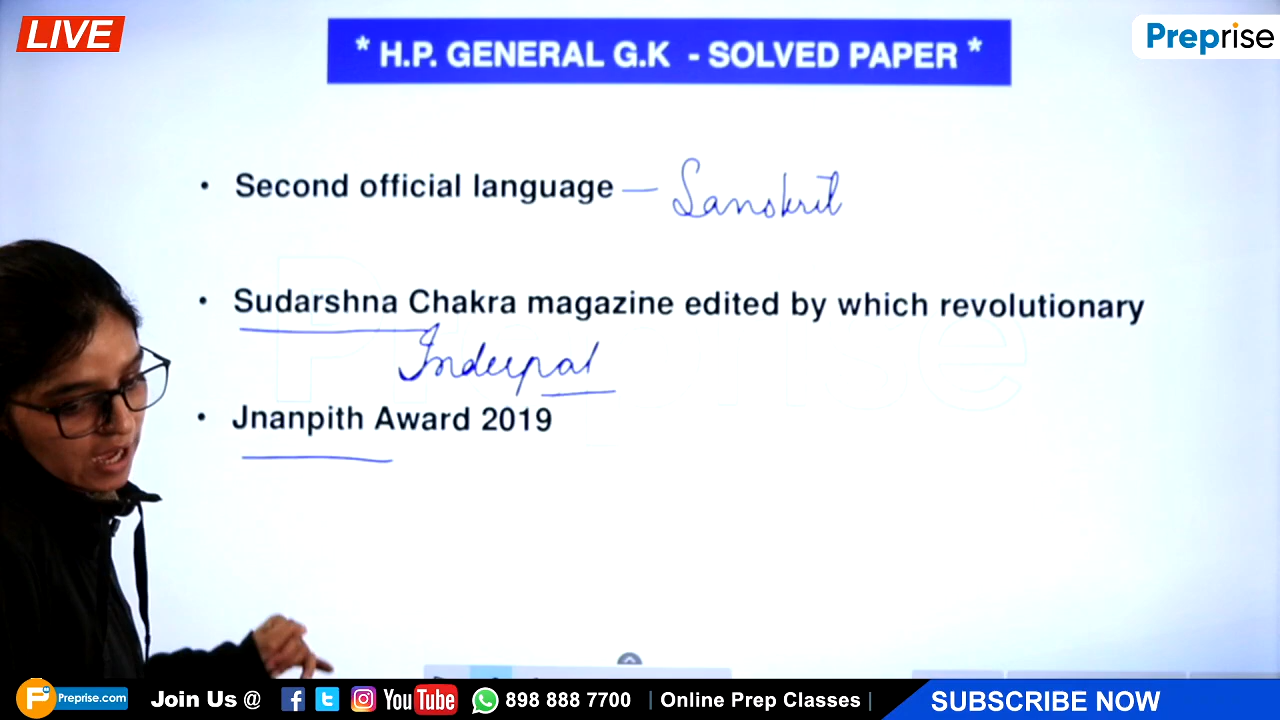 LIVE
* H.P. GENERAL G.K - SOLVED PAPER *
Preprise
• Second official language — Sanskrit
• Sudarshna Chakra magazine edited by which revolutionary
Inderpal
• Jnanpith Award 2019
Preprise.com Join Us @ YouTube 898 888 7700 | Online Prep Classes | SUBSCRIBE NOW